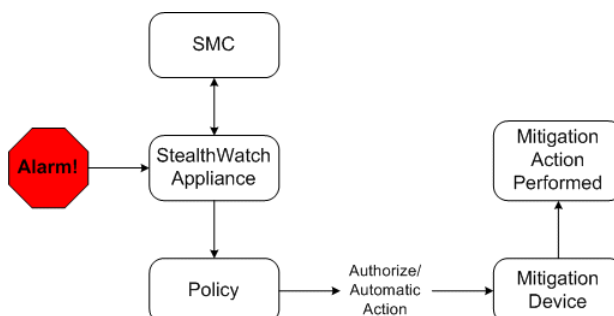 SMC
Alarm!
StealthWatch
Appliance
Mitigation
Action
Performed
Policy
Authorize/
Automatic
Action
Mitigation
Device